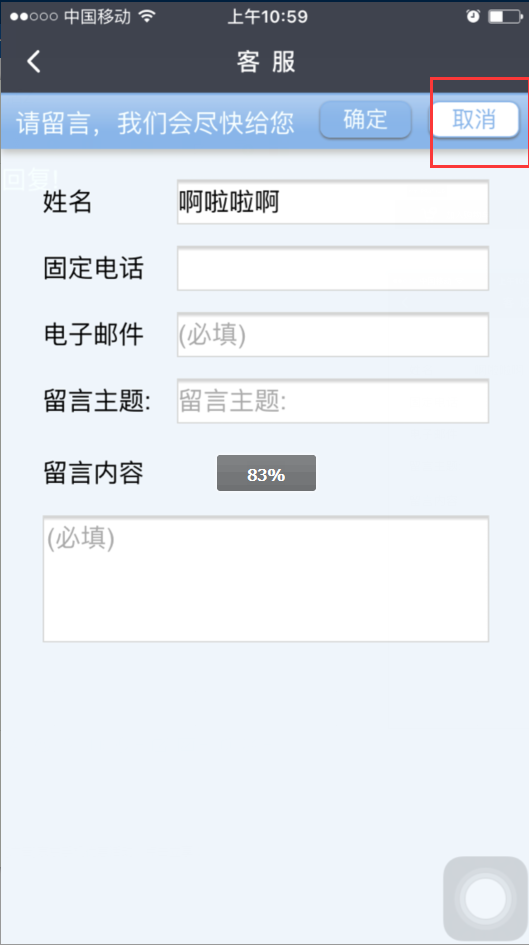 中国移动 上午10:59
客 服
请留言，我们会尽快给您 确定 取消
回复!
姓名 啊啦啦啊
固定电话
电子邮件 (必填)
留言主题: 留言主题:
留言内容 83%
(必填)